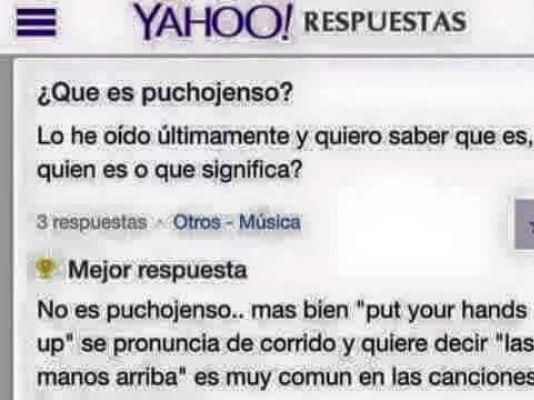 YAHOO! RESPUESTAS
¿Que es puchojenso?
Lo he oído últimamente y quiero saber que es,
quien es o que significa?
3 respuestas Otros - Música
Mejor respuesta
No es puchojenso.. mas bien "put your hands
up" se pronuncia de corrido y quiere decir "las
manos arriba" es muy comun en las canciones